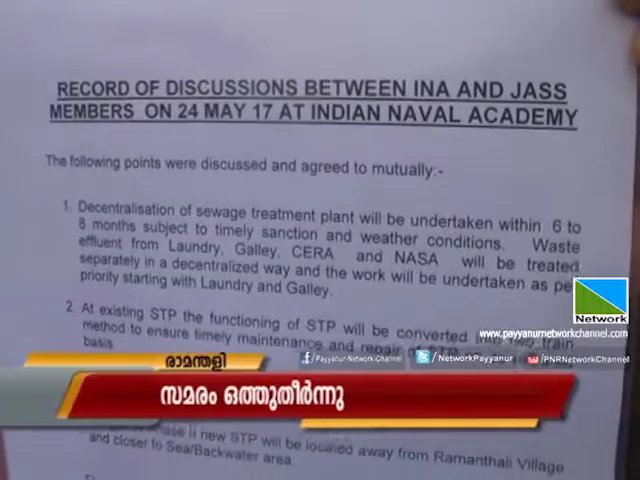 RECORD OF DISCUSSIONS BETWEEN INA AND JASS
MEMBERS ON 24 MAY 17 AT INDIAN NAVAL ACADEMY
The following points were discussed and agreed to mutually:-
1. Decentralisation of sewage treatment plant will be undertaken within 6 to
8 months subject to timely sanction and weather conditions. Waste
effluent from Laundry, Galley, CERA and NASA will be treated
separately in a decentralized way and the work will be undertaken as per
priority starting with Laundry and Galley.
2 At existing STP the functioning of STP will be converted into two train
method to ensure timely maintenance and repair of STP
basis
Network
www.payyanurnetworkchannel.com
രാമന്തളി
/Payyanur-Network-Channel
/NetworkPayyanur
/PNRNetworkChannel
സമരം ഒത്തുതീർന്നു
II new STP will be located away from Ramanthali Village
and closer to Sea/Backwater area